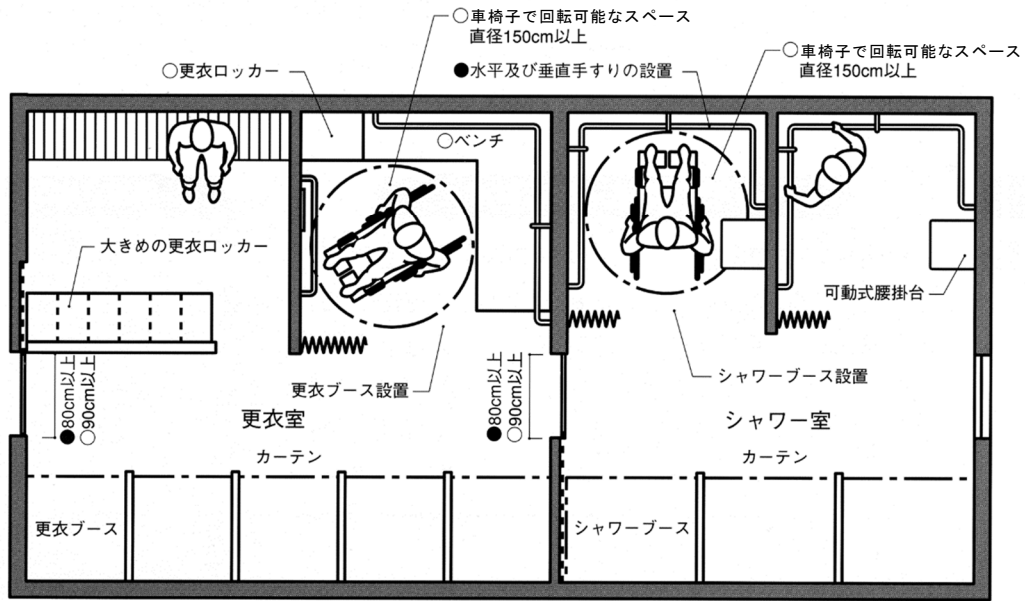 ○車椅子で回転可能なスペース
直径150cm以上
○車椅子で回転可能なスペース
直径150cm以上
○更衣ロッカー
●水平及び垂直手すりの設置
○ベンチ
大きめの更衣ロッカー
可動式腰掛台
●80cm以上
○90cm以上
更衣ブース設置
●80cm以上
○90cm以上
シャワーブース設置
更衣室
シャワー室
カーテン
カーテン
更衣ブース
シャワーブース